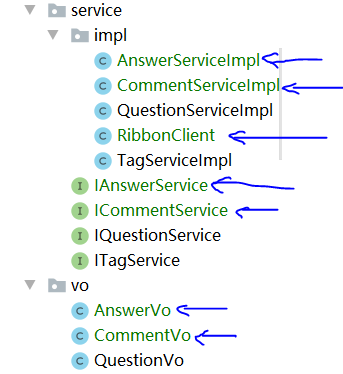 service
impl
AnswerServiceImpl
CommentServiceImpl
QuestionServiceImpl
RibbonClient
TagServiceImpl
IAnswerService
ICommentService
IQuestionService
ITagService
vo
AnswerVo
CommentVo
QuestionVo